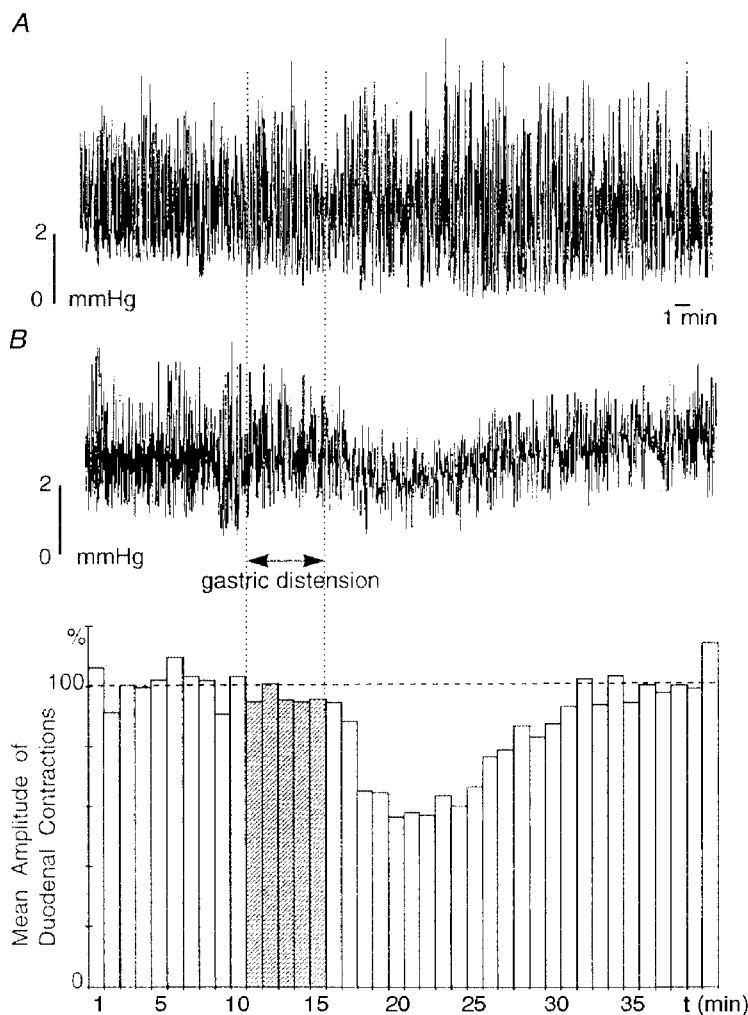 A
2
0
mmHg
1 min
B
2
0
mmHg
gastric distension
%
100
0
Mean Amplitude of
Duodenal Contractions
1 5 10 15 20 25 30 35 t (min)